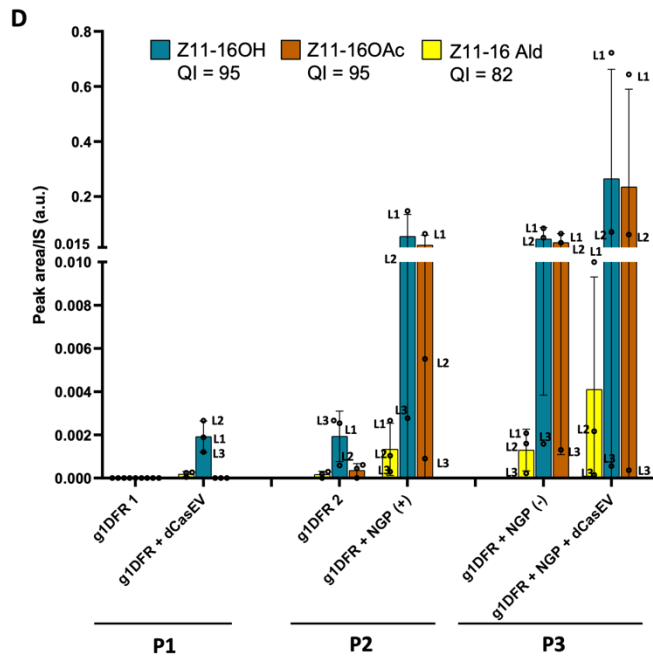 D
Z11-16OH Z11-16OAc Z11-16 Ald
QI = 95 QI = 95 QI = 82
Peak area/IS (a.u.)
0.8
0.6
0.4
0.2
0.015
0.010
0.008
0.006
0.004
0.002
0.000
L2
L1
L3
L3
L1
L2
L1
L2
L3
L1
L2
L3
L1
L2
L3
L1
L2
L3
L1
L2
L3
L1
L2
L3
L1
L2
L3
L1
L2
L3
L1
L2
L3
g1DFR 1
g1DFR + dCasEV
g1DFR 2
g1DFR + NGP (+)
g1DFR + NGP (-)
g1DFR + NGP + dCasEV
P1 P2 P3